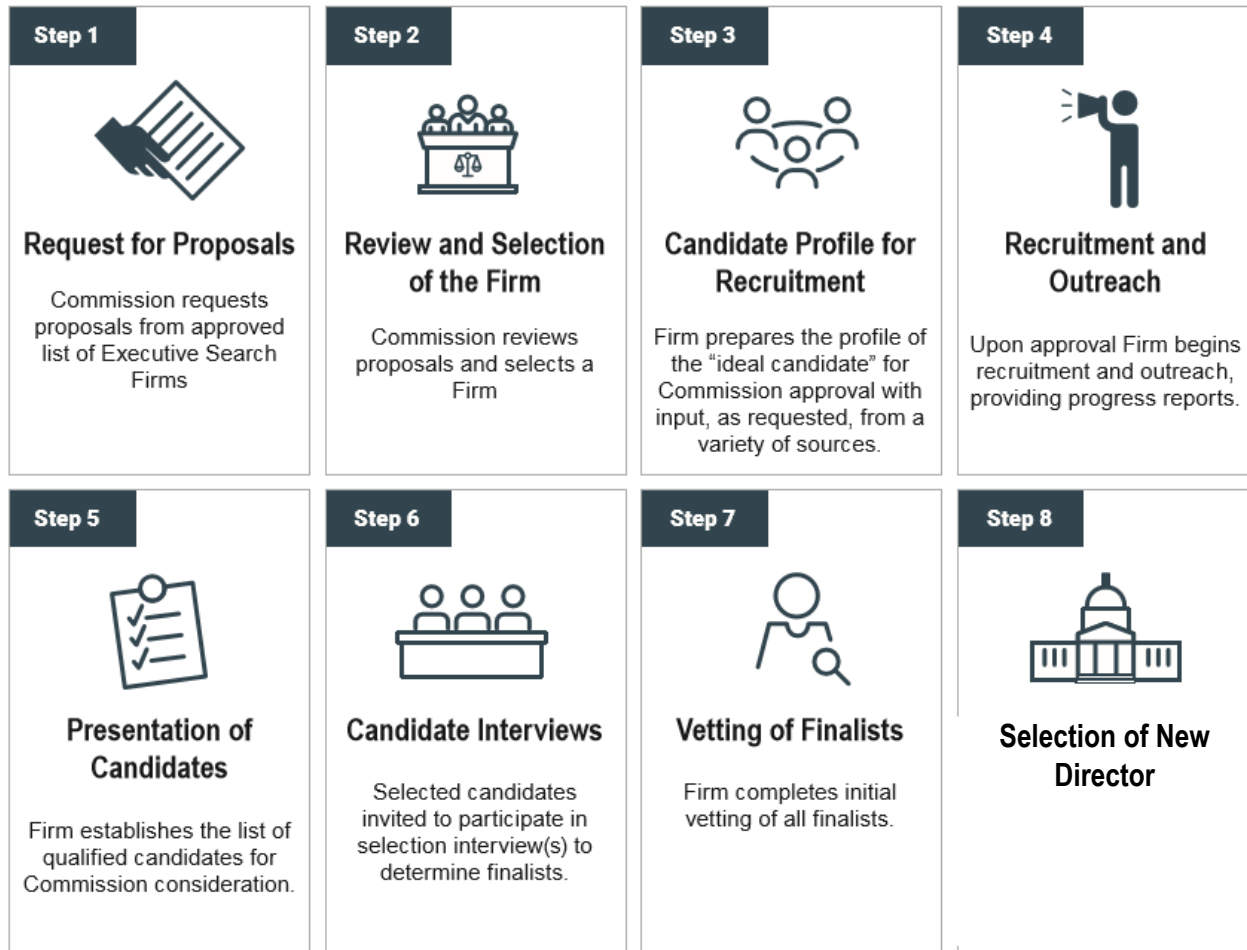 Step 1
Request for Proposals
Commission requests
proposals from approved
list of Executive Search
Firms
Step 2
Review and Selection
of the Firm
Commission reviews
proposals and selects a
Firm
Step 3
Candidate Profile for
Recruitment
Firm prepares the profile of
the “ideal candidate” for
Commission approval with
input, as requested, from a
variety of sources.
Step 4
Recruitment and
Outreach
Upon approval Firm begins
recruitment and outreach,
providing progress reports.
Step 5
Presentation of
Candidates
Firm establishes the list of
qualified candidates for
Commission consideration.
Step 6
Candidate Interviews
Selected candidates
invited to participate in
selection interview(s) to
determine finalists.
Step 7
Vetting of Finalists
Firm completes initial
vetting of all finalists.
Step 8
Selection of New
Director